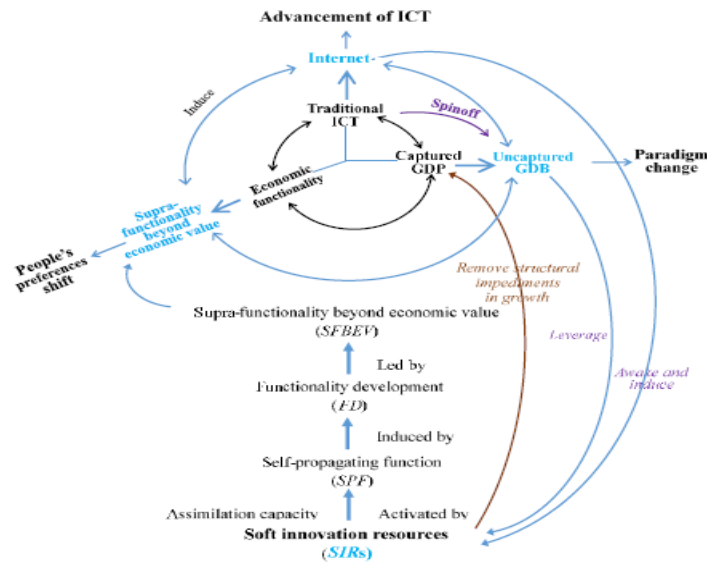 Advancement of ICT
Internet
Induce
Traditional
ICT
Spinoff
Captured
GDP
Uncaptured
GDB
Paradigm
change
Economic
functionality
Supra-
functionality
beyond
economic value
People's
preferences
shift
Remove structural
impediments
in growth
Supra-functionality beyond economic value
(SFBEV)
Leverage
Led by
Awake and
induce
Functionality development
(FD)
Induced by
Self-propagating function
(SPF)
Assimilation capacity
Activated by
Soft innovation resources
(SIRs)